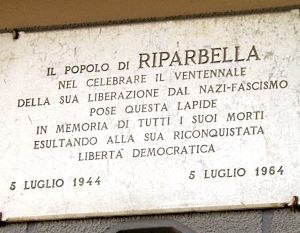 IL POPOLO DI RIPARBELLA
NEL CELEBRARE IL VENTENNALE
DELLA SUA LIBERAZIONE DAL NAZI-FASCISMO
POSE QUESTA LAPIDE
IN MEMORIA DI TUTTI I SUOI MORTI
ESULTANDO ALLA SUA RICONQUISTATA
LIBERTÀ DEMOCRATICA
5 LUGLIO 1944 5 LUGLIO 1964